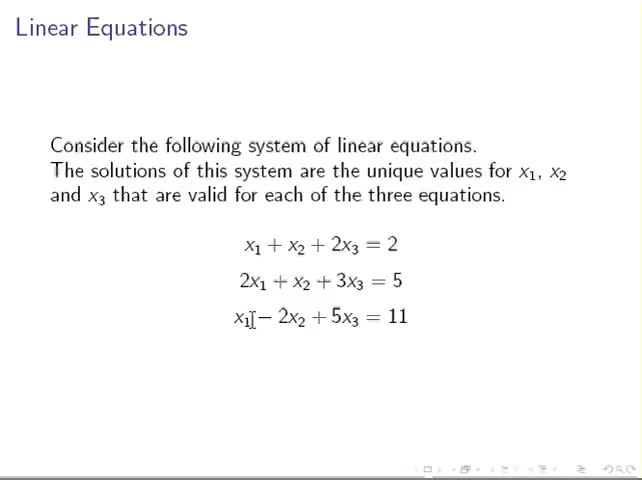 Linear Equations
Consider the following system of linear equations.
The solutions of this system are the unique values for x₁, x₂
and x₃ that are valid for each of the three equations.
x₁ + x₂ + 2x₃ = 2
2x₁ + x₂ + 3x₃ = 5
x₁ − 2x₂ + 5x₃ = 11